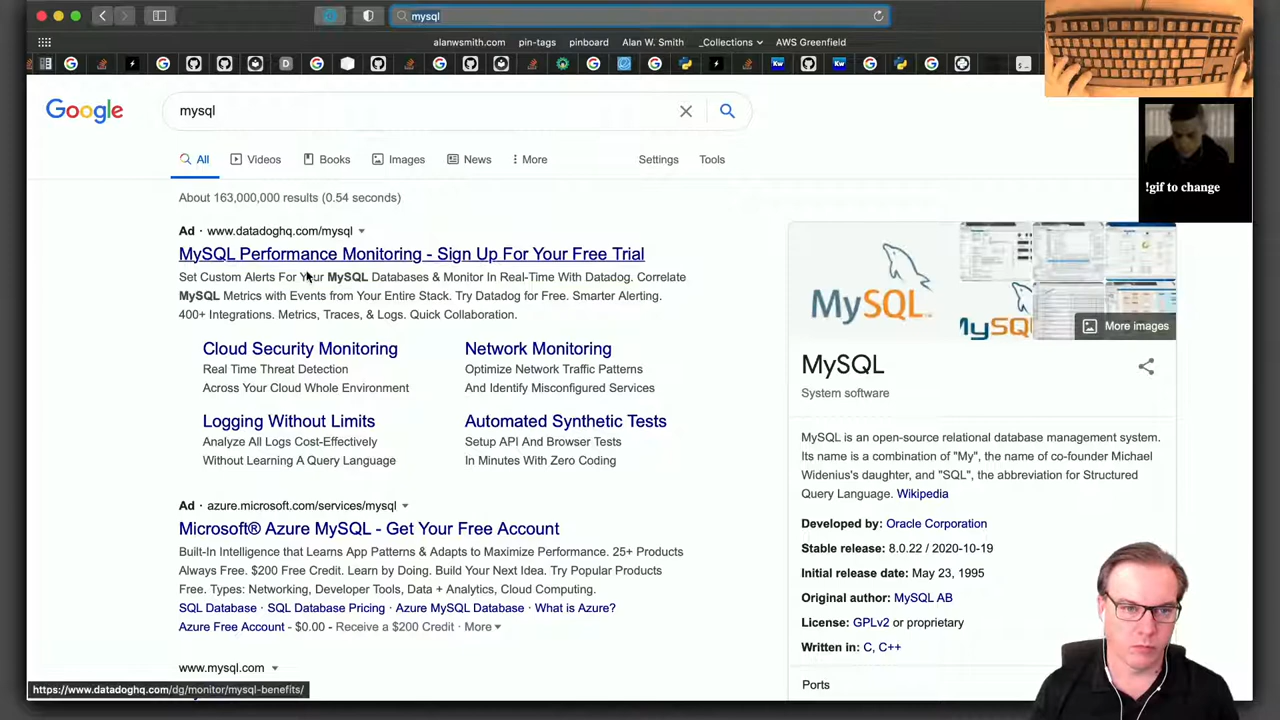 mysql
alanwsmith.com pin-tags pinboard Alan W. Smith _Collections AWS Greenfield
Google
mysql
All Videos Books Images News More Settings Tools
About 163,000,000 results (0.54 seconds)
Ad · www.datadoghq.com/mysql
MySQL Performance Monitoring - Sign Up For Your Free Trial
Set Custom Alerts For Your MySQL Databases & Monitor In Real-Time With Datadog. Correlate
MySQL Metrics with Events from Your Entire Stack. Try Datadog for Free. Smarter Alerting.
400+ Integrations. Metrics, Traces, & Logs. Quick Collaboration.
Cloud Security Monitoring
Real Time Threat Detection
Across Your Cloud Whole Environment
Network Monitoring
Optimize Network Traffic Patterns
And Identify Misconfigured Services
Logging Without Limits
Analyze All Logs Cost-Effectively
Without Learning A Query Language
Automated Synthetic Tests
Setup API And Browser Tests
In Minutes With Zero Coding
Ad · azure.microsoft.com/services/mysql
Microsoft® Azure MySQL - Get Your Free Account
Built-In Intelligence that Learns App Patterns & Adapts to Maximize Performance. 25+ Products
Always Free. $200 Free Credit. Learn by Doing. Build Your Next Idea. Try Popular Products
Free. Types: Networking, Developer Tools, Data + Analytics, Cloud Computing.
SQL Database · SQL Database Pricing · Azure MySQL Database · What is Azure?
Azure Free Account - $0.00 - Receive a $200 Credit · More
www.mysql.com
https://www.datadoghq.com/dg/monitor/mysql-benefits/
!gif to change
MySQL
MySQL
More images
MySQL
System software
MySQL is an open-source relational database management system.
Its name is a combination of "My", the name of co-founder Michael
Widenius's daughter, and "SQL", the abbreviation for Structured
Query Language. Wikipedia
Developed by: Oracle Corporation
Stable release: 8.0.22 / 2020-10-19
Initial release date: May 23, 1995
Original author: MySQL AB
License: GPLv2 or proprietary
Written in: C, C++
Ports